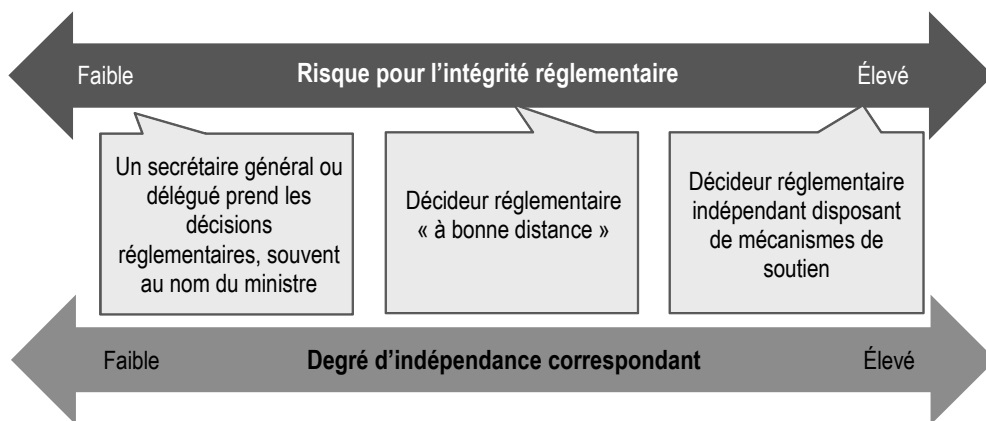 Faible Risque pour l’intégrité réglementaire Élevé
Un secrétaire général ou
délégué prend les
décisions
réglementaires, souvent
au nom du ministre
Décideur réglementaire
« à bonne distance »
Décideur réglementaire
indépendant disposant
de mécanismes de
soutien
Faible Degré d’indépendance correspondant Élevé